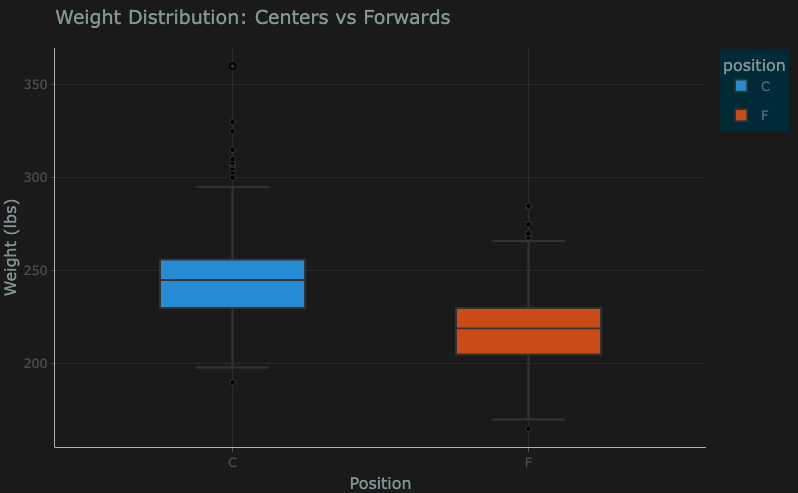 Weight Distribution: Centers vs Forwards
position
C
F
350
300
250
200
Weight (lbs)
C
F
Position